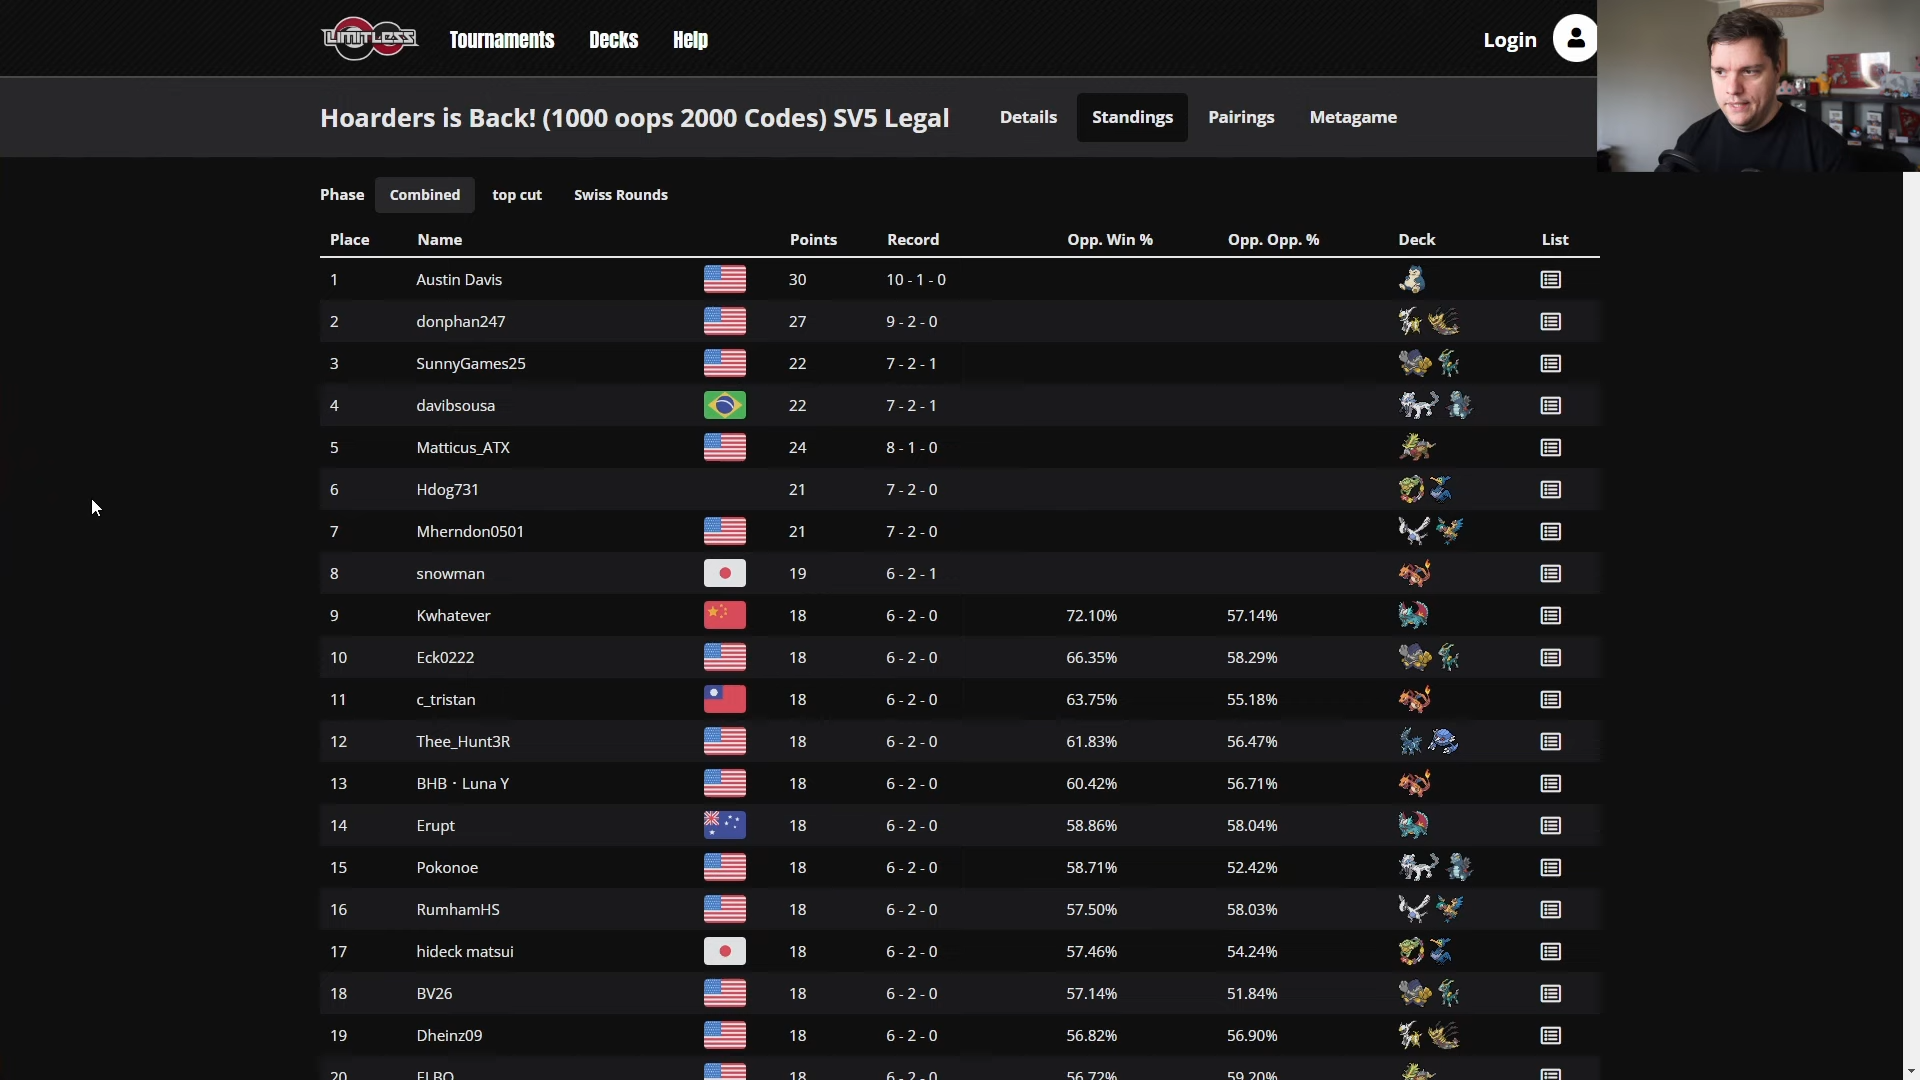 LIMITLESS Tournaments Decks Help Login
Hoarders is Back! (1000 oops 2000 Codes) SV5 Legal Details Standings Pairings Metagame
Phase Combined top cut Swiss Rounds
Place Name Points Record Opp. Win % Opp. Opp. % Deck List
1 Austin Davis 30 10 - 1 - 0
2 donphan247 27 9 - 2 - 0
3 SunnyGames25 22 7 - 2 - 1
4 davibsousa 22 7 - 2 - 1
5 Matticus_ATX 24 8 - 1 - 0
6 Hdog731 21 7 - 2 - 0
7 Mherndon0501 21 7 - 2 - 0
8 snowman 19 6 - 2 - 1
9 Kwhatever 18 6 - 2 - 0 72.10% 57.14%
10 Eck0222 18 6 - 2 - 0 66.35% 58.29%
11 c_tristan 18 6 - 2 - 0 63.75% 55.18%
12 Thee_Hunt3R 18 6 - 2 - 0 61.83% 56.47%
13 BHB・Luna Y 18 6 - 2 - 0 60.42% 56.71%
14 Erupt 18 6 - 2 - 0 58.86% 58.04%
15 Pokonoe 18 6 - 2 - 0 58.71% 52.42%
16 RumhamHS 18 6 - 2 - 0 57.50% 58.03%
17 hideck matsui 18 6 - 2 - 0 57.46% 54.24%
18 BV26 18 6 - 2 - 0 57.14% 51.84%
19 Dheinz09 18 6 - 2 - 0 56.82% 56.90%
20 18 6 - 2 - 0 56.72% 59.20%